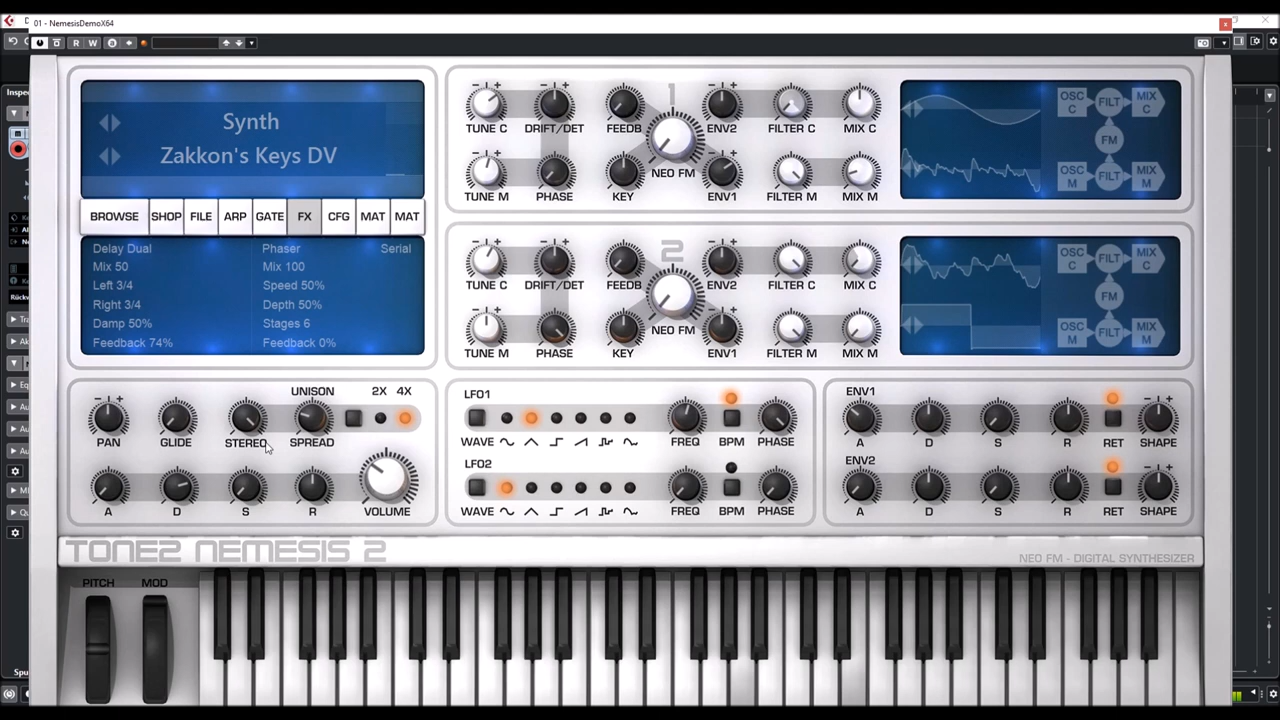 01 - NemesisDemoX64
R W
Inspe
Synth
Zakkon's Keys DV
BROWSE SHOP FILE ARP GATE FX CFG MAT MAT
Delay Dual Phaser Serial
Mix 50 Mix 100
Left 3/4 Speed 50%
Right 3/4 Depth 50%
Damp 50% Stages 6
Feedback 74% Feedback 0%
1
TUNE C DRIFT/DET FEEDB ENV2 FILTER C MIX C
NEO FM
TUNE M PHASE KEY ENV1 FILTER M MIX M
OSC C FILT MIX C
FM
OSC M FILT MIX M
2
TUNE C DRIFT/DET FEEDB ENV2 FILTER C MIX C
NEO FM
TUNE M PHASE KEY ENV1 FILTER M MIX M
OSC C FILT MIX C
FM
OSC M FILT MIX M
UNISON 2X 4X
PAN GLIDE STEREO SPREAD
A D S R VOLUME
LFO1
WAVE FREQ BPM PHASE
LFO2
WAVE FREQ BPM PHASE
ENV1
A D S R RET SHAPE
ENV2
A D S R RET SHAPE
TONE2 NEMESIS 2
NEO FM - DIGITAL SYNTHESIZER
PITCH MOD